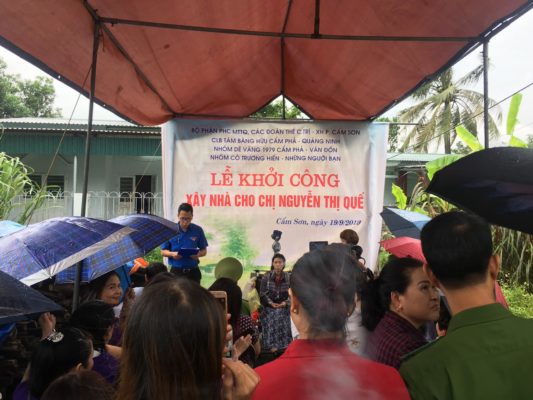 BỘ PHẬN PHC MTTQ, CÁC ĐOÀN THỂ C.TRỊ - XH P. CẨM SƠN
CLB TÂM BẰNG HỮU CẨM PHẢ - QUẢNG NINH
NHÓM DÊ VÀNG 1979 CẨM PHẢ - VÂN ĐỒN
NHÓM CÔ TRƯƠNG HIỀN - NHỮNG NGƯỜI BẠN
LỄ KHỞI CÔNG
XÂY NHÀ CHO CHỊ NGUYỄN THỊ QUẾ
Cẩm Sơn, ngày 19/9/2019